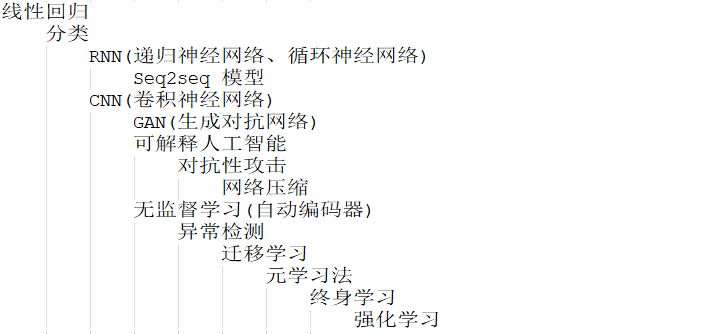 线性回归
分类
RNN(递归神经网络、循环神经网络)
Seq2seq 模型
CNN(卷积神经网络)
GAN(生成对抗网络)
可解释人工智能
对抗性攻击
网络压缩
无监督学习(自动编码器)
异常检测
迁移学习
元学习法
终身学习
强化学习